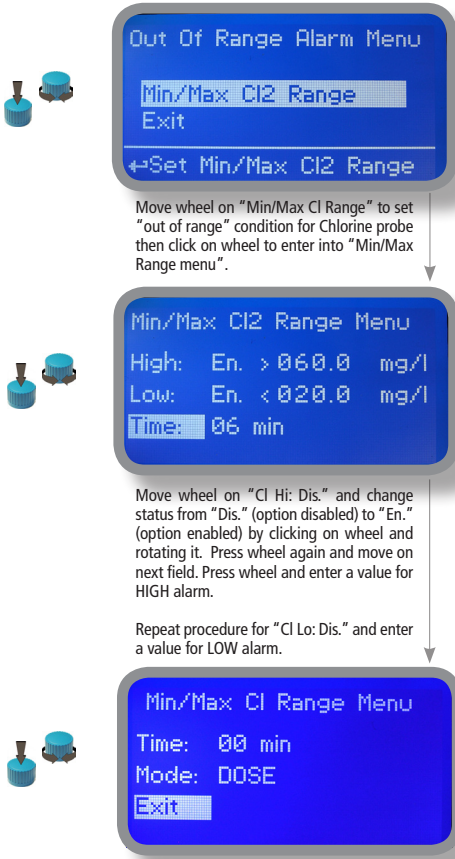 Out Of Range Alarm Menu
Min/Max Cl2 Range
Exit
↵Set Min/Max Cl2 Range
Move wheel on "Min/Max Cl Range" to set
"out of range" condition for Chlorine probe
then click on wheel to enter into "Min/Max
Range menu".
Min/Max Cl2 Range Menu
High: En. >060.0 mg/l
Low: En. <020.0 mg/l
Time: 06 min
Move wheel on "Cl Hi: Dis." and change
status from "Dis." (option disabled) to "En."
(option enabled) by clicking on wheel and
rotating it. Press wheel again and move on
next field. Press wheel and enter a value for
HIGH alarm.
Repeat procedure for "Cl Lo: Dis." and enter
a value for LOW alarm.
Min/Max Cl Range Menu
Time: 00 min
Mode: DOSE
Exit